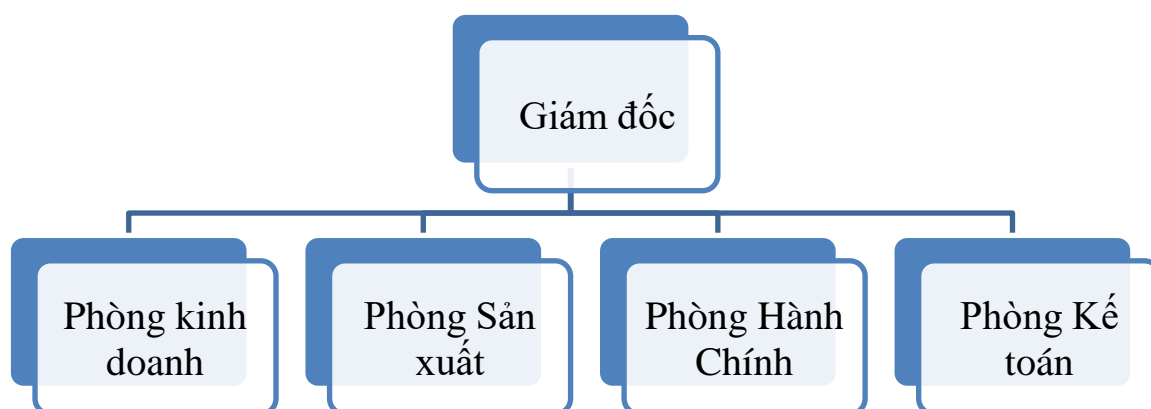 Giám đốc
Phòng kinh
doanh
Phòng Sản
xuất
Phòng Hành
Chính
Phòng Kế
toán